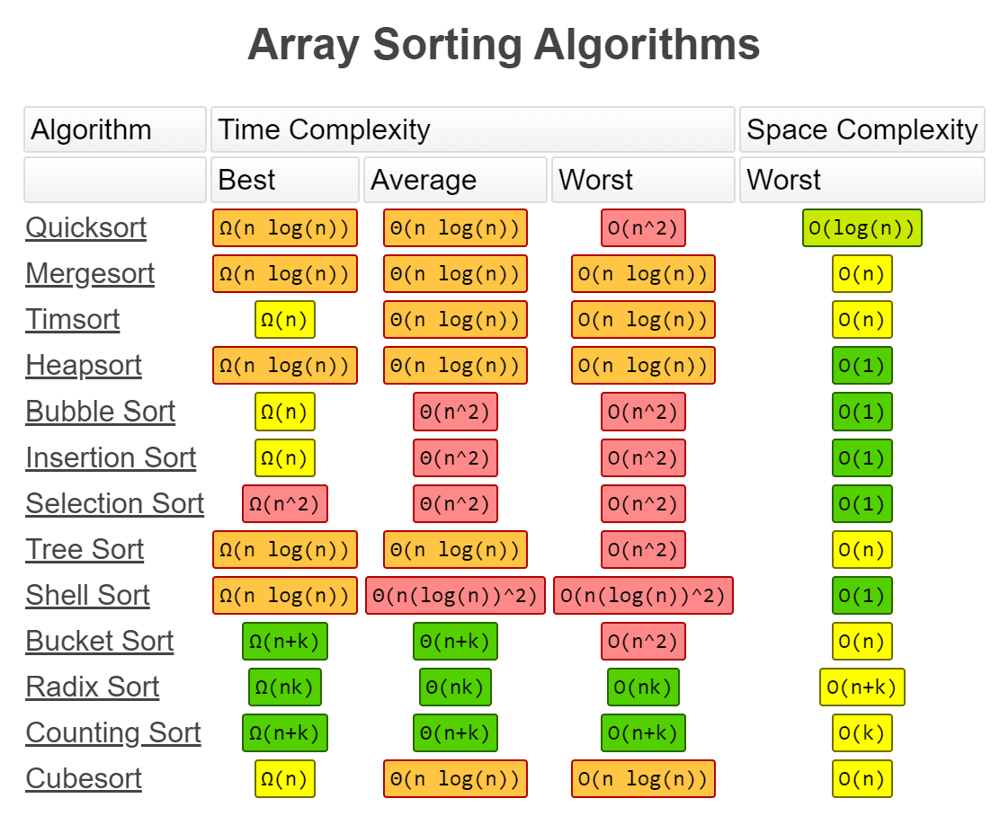 Array Sorting Algorithms
Algorithm Time Complexity Space Complexity
Best Average Worst Worst
Quicksort Ω(n log(n)) Θ(n log(n)) O(n^2) O(log(n))
Mergesort Ω(n log(n)) Θ(n log(n)) O(n log(n)) O(n)
Timsort Ω(n) Θ(n log(n)) O(n log(n)) O(n)
Heapsort Ω(n log(n)) Θ(n log(n)) O(n log(n)) O(1)
Bubble Sort Ω(n) Θ(n^2) O(n^2) O(1)
Insertion Sort Ω(n) Θ(n^2) O(n^2) O(1)
Selection Sort Ω(n^2) Θ(n^2) O(n^2) O(1)
Tree Sort Ω(n log(n)) Θ(n log(n)) O(n^2) O(n)
Shell Sort Ω(n log(n)) Θ(n(log(n))^2) O(n(log(n))^2) O(1)
Bucket Sort Ω(n+k) Θ(n+k) O(n^2) O(n)
Radix Sort Ω(nk) Θ(nk) O(nk) O(n+k)
Counting Sort Ω(n+k) Θ(n+k) O(n+k) O(k)
Cubesort Ω(n) Θ(n log(n)) O(n log(n)) O(n)